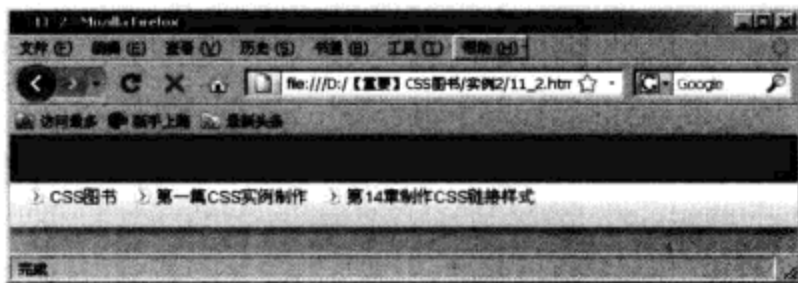 11_2 - Mozilla Firefox
文件(F) 编辑(E) 查看(V) 历史(S) 书签(B) 工具(T) 帮助(H)
file:///D:/【重要】CSS图书/实例2/11_2.htm Google
访问最多 新手上路 最新头条
CSS图书 第一篇CSS实例制作 第14章制作CSS链接样式
完成